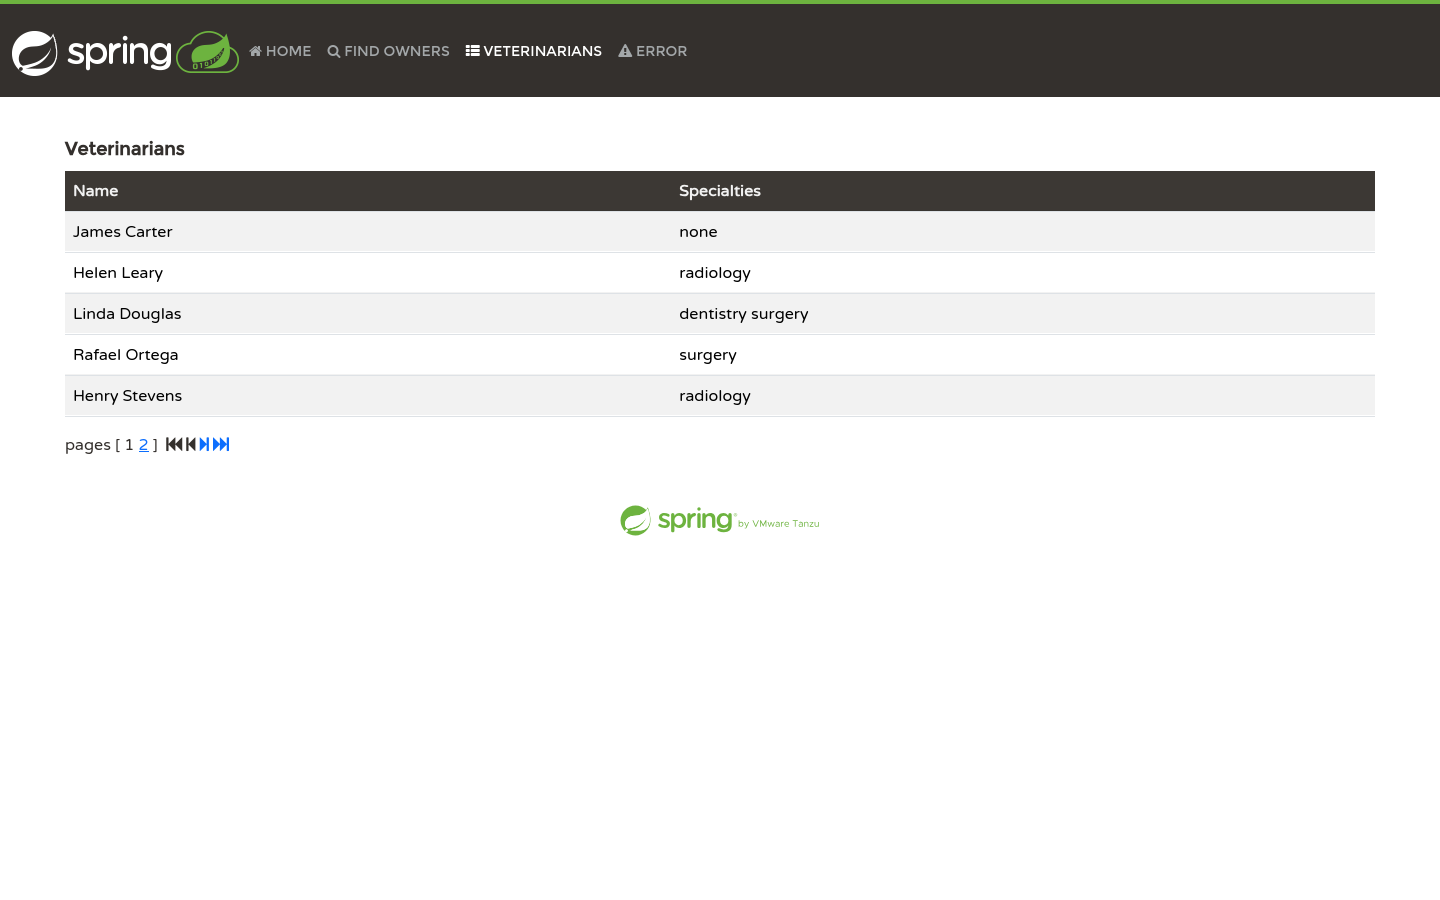 spring HOME FIND OWNERS VETERINARIANS ERROR
Veterinarians
Name Specialties
James Carter none
Helen Leary radiology
Linda Douglas dentistry surgery
Rafael Ortega surgery
Henry Stevens radiology
pages [ 1 2 ]
spring by VMware Tanzu